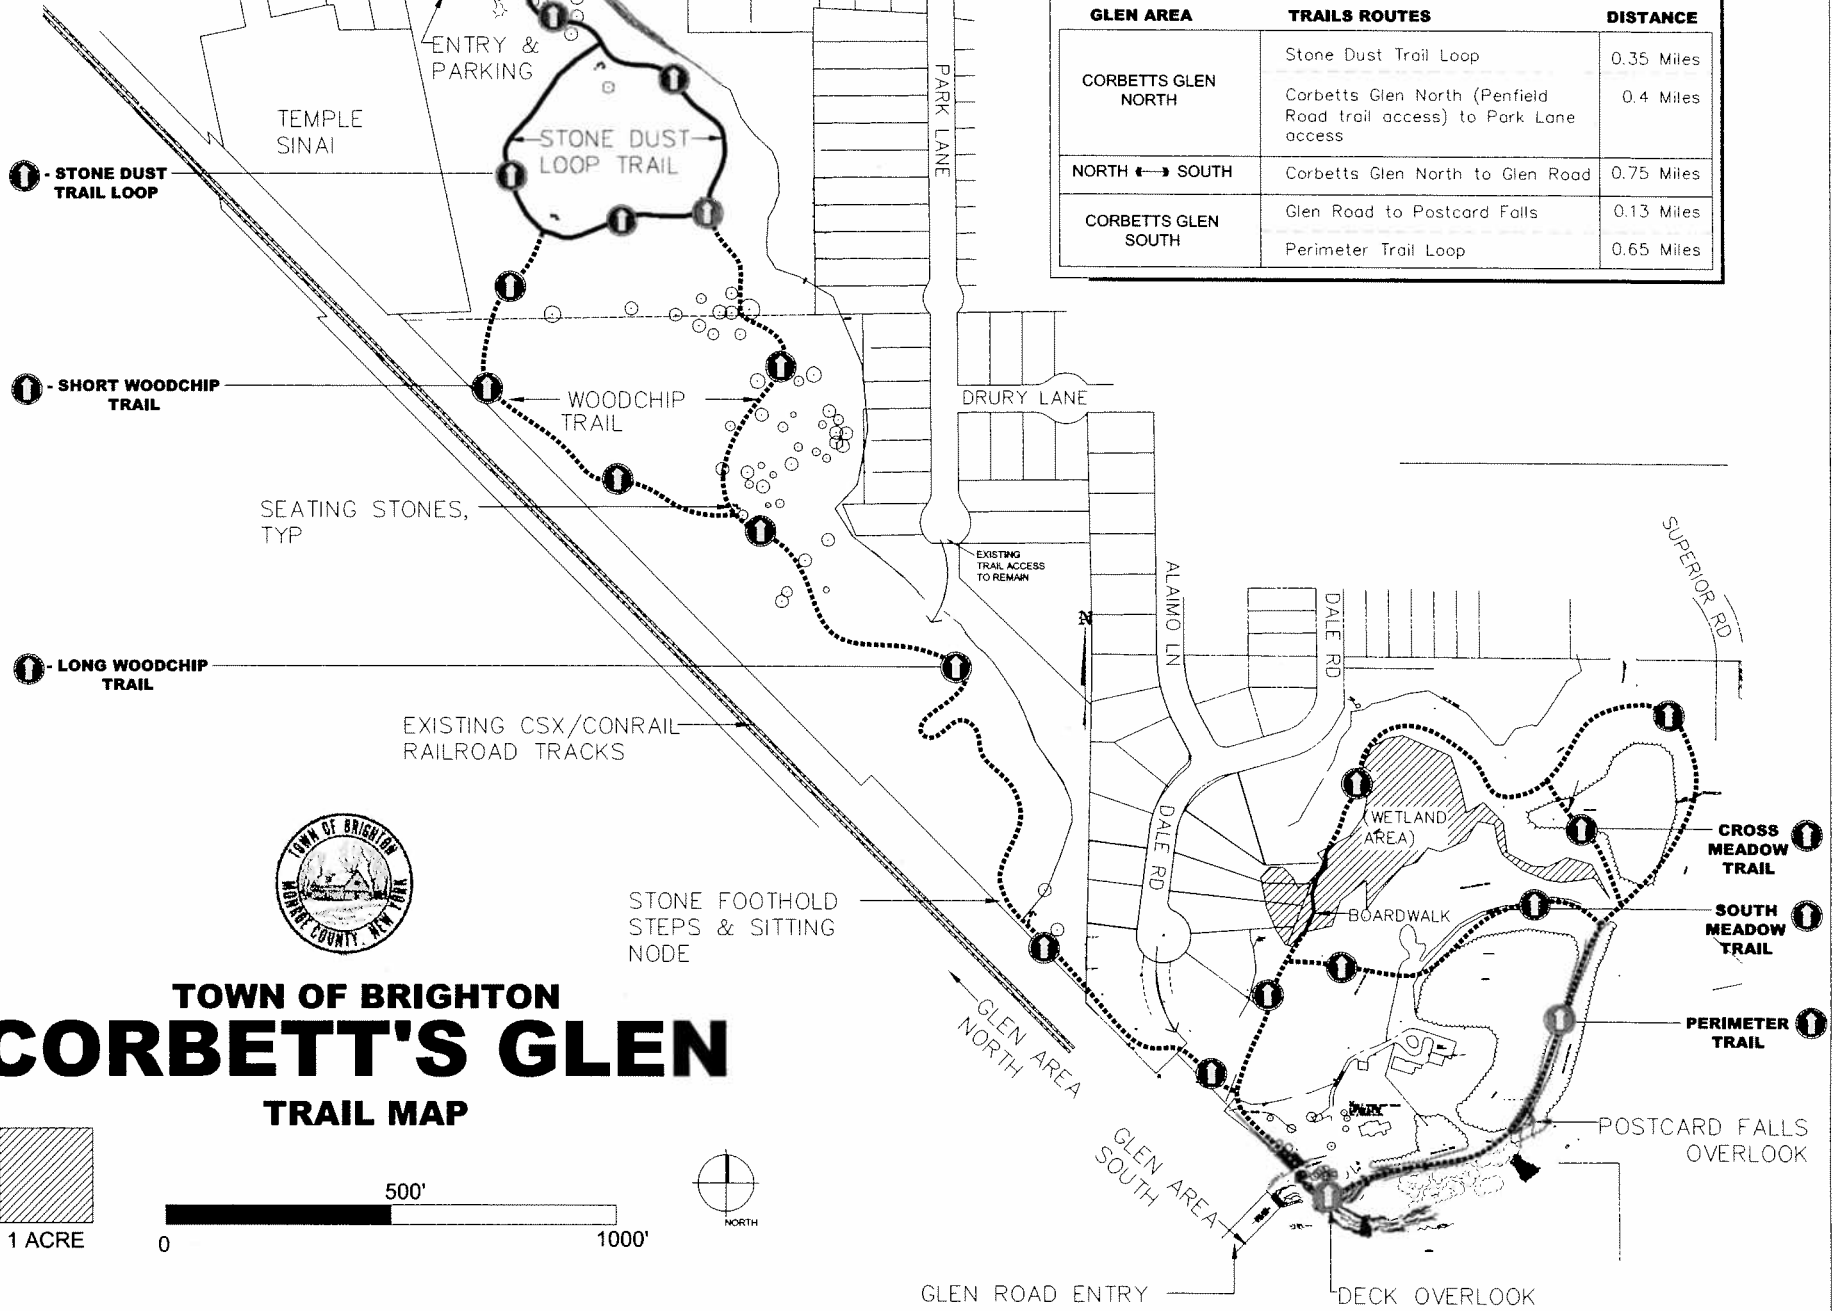 GLEN AREA TRAILS ROUTES DISTANCE
CORBETTS GLEN
NORTH
Stone Dust Trail Loop 0.35 Miles
Corbetts Glen North (Penfield 0.4 Miles
Road trail access) to Park Lane
access
NORTH SOUTH Corbetts Glen North to Glen Road 0.75 Miles
CORBETTS GLEN
SOUTH
Glen Road to Postcard Falls 0.13 Miles
Perimeter Trail Loop 0.65 Miles
ENTRY &
PARKING
TEMPLE
SINAI
STONE DUST
LOOP TRAIL
PARK LANE
- STONE DUST
TRAIL LOOP
- SHORT WOODCHIP
TRAIL
WOODCHIP
TRAIL
DRURY LANE
SEATING STONES,
TYP
EXISTING
TRAIL ACCESS
TO REMAIN
N
ALAIMO LN
DALE RD
SUPERIOR RD
- LONG WOODCHIP
TRAIL
EXISTING CSX/CONRAIL
RAILROAD TRACKS
DALE RD
(WETLAND
AREA)
CROSS
MEADOW
TRAIL
TOWN OF BRIGHTON
MONROE COUNTY, NEW YORK
STONE FOOTHOLD
STEPS & SITTING
NODE
BOARDWALK
SOUTH
MEADOW
TRAIL
TOWN OF BRIGHTON
CORBETT'S GLEN
TRAIL MAP
GLEN AREA
NORTH
PERIMETER
TRAIL
POSTCARD FALLS
OVERLOOK
GLEN AREA
SOUTH
1 ACRE
0 500' 1000'
NORTH
GLEN ROAD ENTRY
DECK OVERLOOK